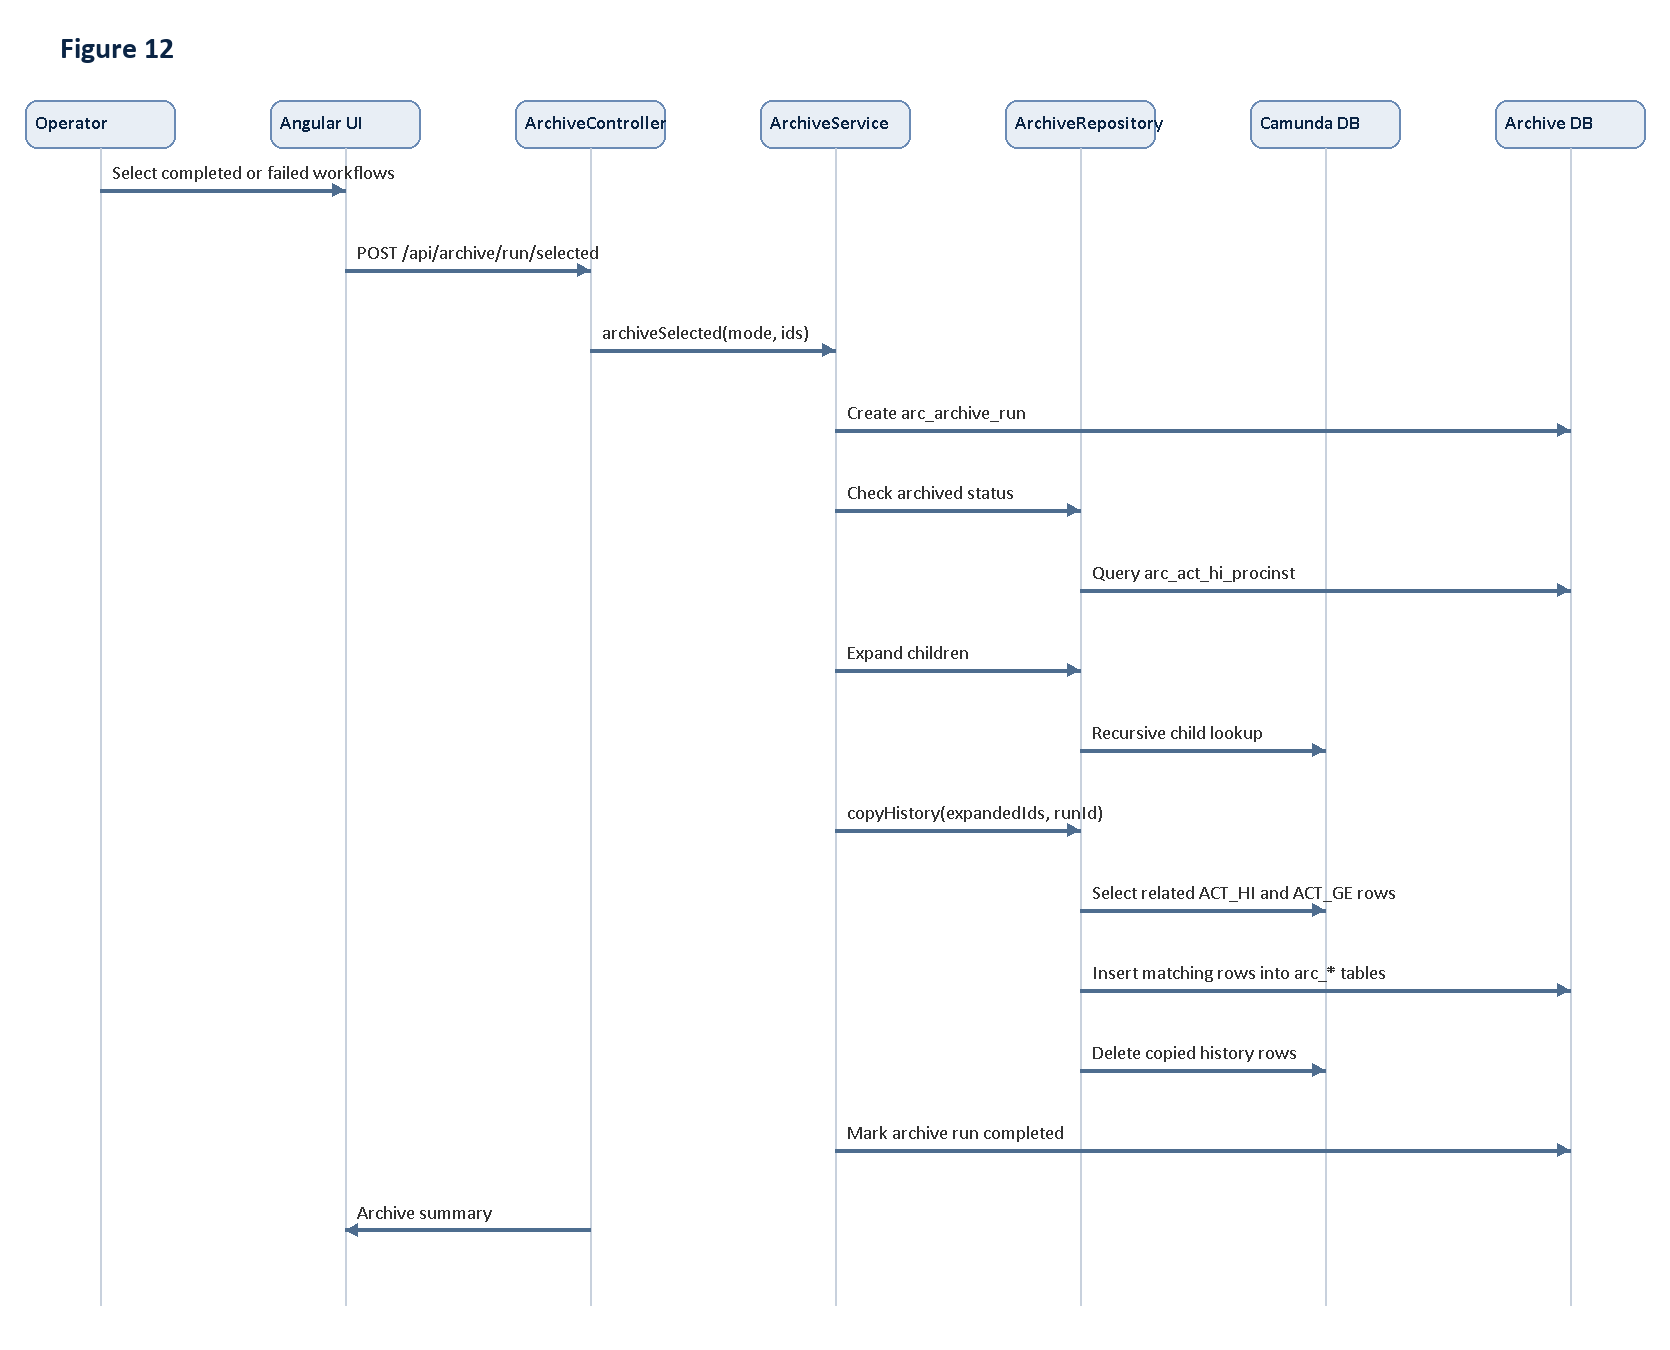 Figure 12
Operator
Angular UI
ArchiveController
ArchiveService
ArchiveRepository
Camunda DB
Archive DB
Select completed or failed workflows
POST /api/archive/run/selected
archiveSelected(mode, ids)
Create arc_archive_run
Check archived status
Query arc_act_hi_procinst
Expand children
Recursive child lookup
copyHistory(expandedIds, runId)
Select related ACT_HI and ACT_GE rows
Insert matching rows into arc_* tables
Delete copied history rows
Mark archive run completed
Archive summary